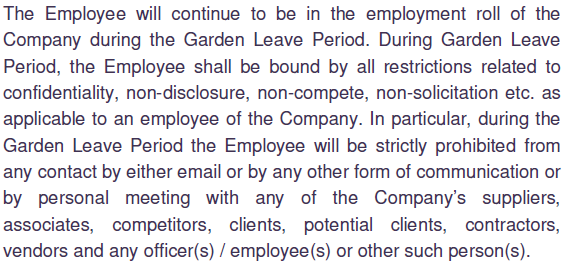 The Employee will continue to be in the employment roll of the
Company during the Garden Leave Period. During Garden Leave
Period, the Employee shall be bound by all restrictions related to
confidentiality, non-disclosure, non-compete, non-solicitation etc. as
applicable to an employee of the Company. In particular, during the
Garden Leave Period the Employee will be strictly prohibited from
any contact by either email or by any other form of communication or
by personal meeting with any of the Company's suppliers,
associates, competitors, clients, potential clients, contractors,
vendors and any officer(s) / employee(s) or other such person(s).